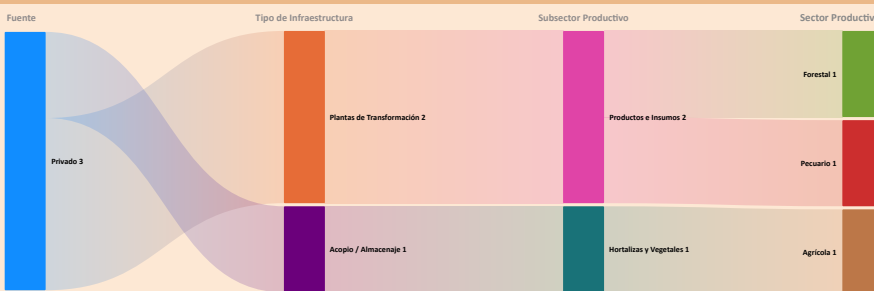 Fuente
Tipo de Infraestructura
Subsector Productivo
Sector Productiv
Forestal 1
Plantas de Transformación 2
Productos e Insumos 2
Privado 3
Pecuario 1
Acopio / Almacenaje 1
Hortalizas y Vegetales 1
Agrícola 1